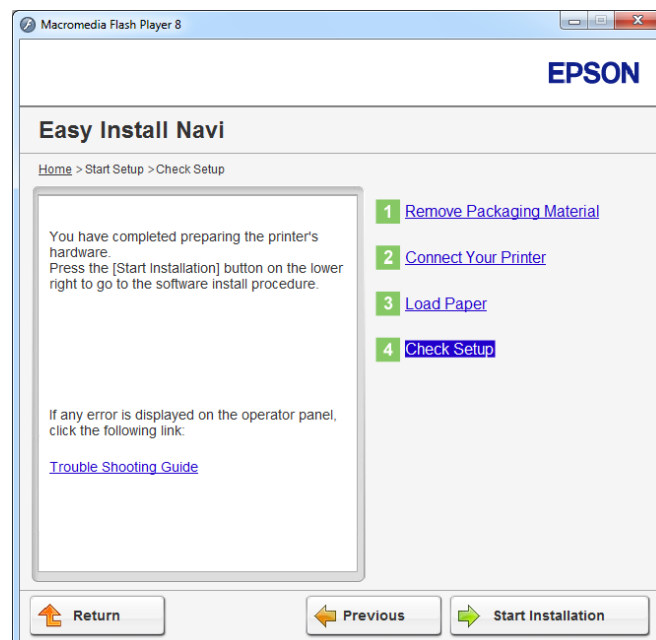 Macromedia Flash Player 8
EPSON
Easy Install Navi
Home > Start Setup >Check Setup
You have completed preparing the printer's
hardware.
Press the [Start Installation] button on the lower
right to go to the software install procedure.
If any error is displayed on the operator panel,
click the following link:
Trouble Shooting Guide
1 Remove Packaging Material
2 Connect Your Printer
3 Load Paper
4 Check Setup
Return
Previous
Start Installation